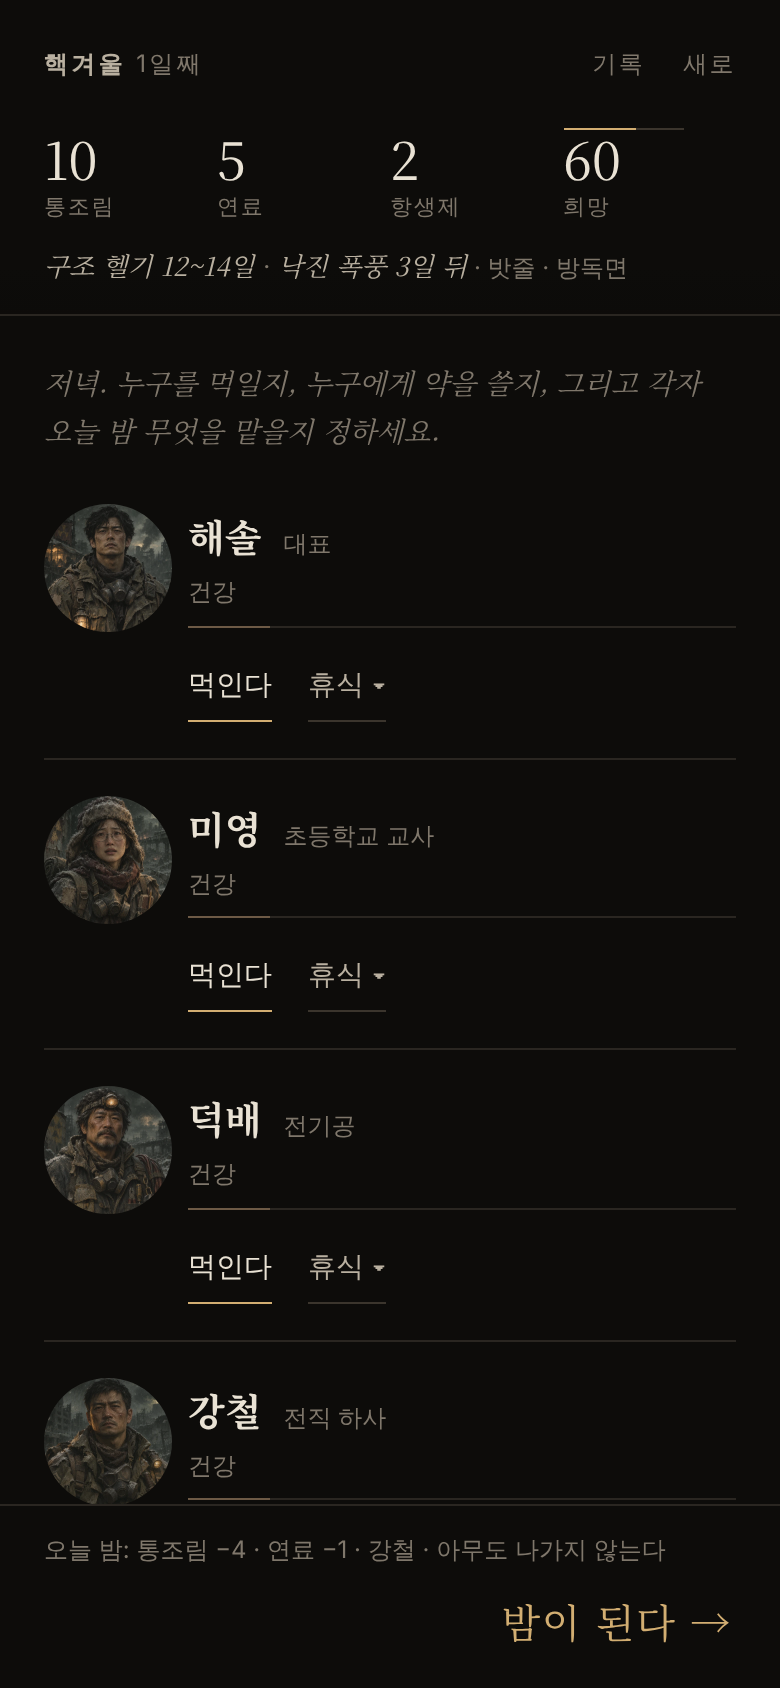 핵겨울 1일째 기록 새로
10 5 2 60
통조림 연료 항생제 희망
구조 헬기 12~14일 · 낙진 폭풍 3일 뒤 · 밧줄 · 방독면
저녁. 누구를 먹일지, 누구에게 약을 쓸지, 그리고 각자
오늘 밤 무엇을 맡을지 정하세요.
해솔 대표
건강
먹인다 휴식
미영 초등학교 교사
건강
먹인다 휴식
덕배 전기공
건강
먹인다 휴식
강철 전직 하사
건강
오늘 밤: 통조림 −4 · 연료 −1 · 강철 · 아무도 나가지 않는다
밤이 된다 →